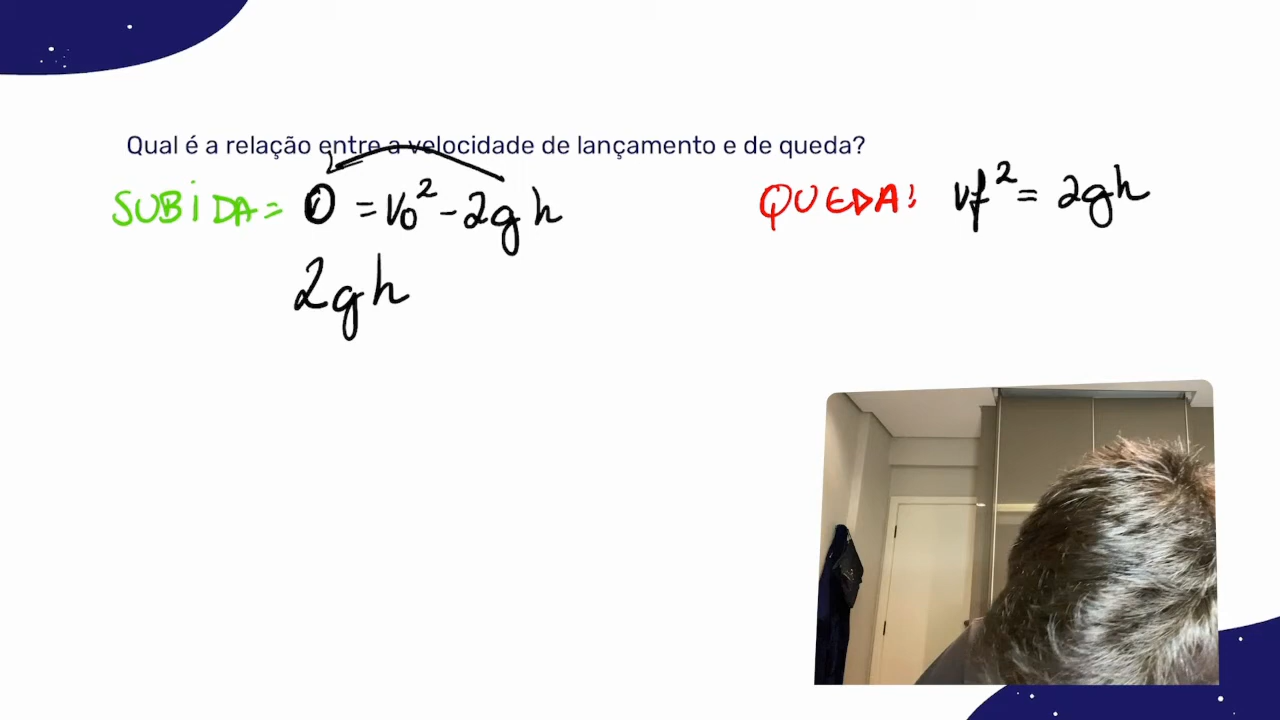 Qual é a relação entre a velocidade de lançamento e de queda?
SUBIDA= 0 = v₀² - 2gh
QUEDA: vf² = 2gh
2gh